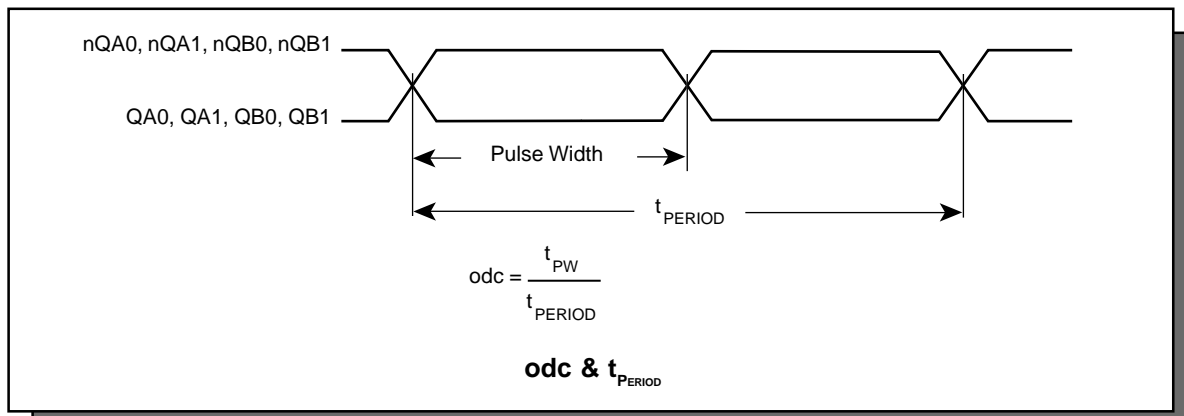 nQA0, nQA1, nQB0, nQB1
QA0, QA1, QB0, QB1
Pulse Width
tPERIOD
odc = tPW
tPERIOD
odc & tPERIOD